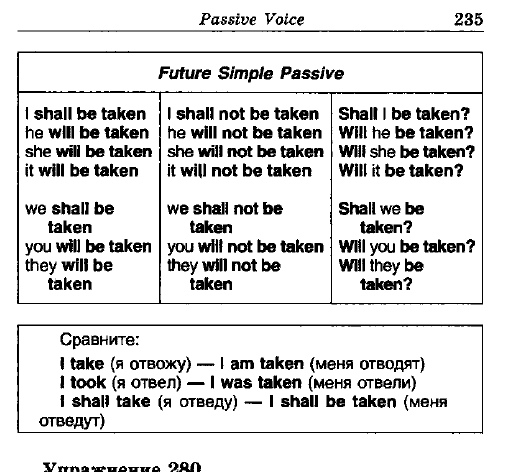 Passive Voice 235
Future Simple Passive
I shall be taken
he will be taken
she will be taken
it will be taken
we shall be
taken
you will be taken
they will be
taken
I shall not be taken
he will not be taken
she will not be taken
it will not be taken
we shall not be
taken
you will not be taken
they will not be
taken
Shall I be taken?
Will he be taken?
Will she be taken?
Will it be taken?
Shall we be
taken?
Will you be taken?
Will they be
taken?
Сравните:
I take (я отвожу) — I am taken (меня отводят)
I took (я отвел) — I was taken (меня отвели)
I shall take (я отведу) — I shall be taken (меня
отведут)
Упражнение 280